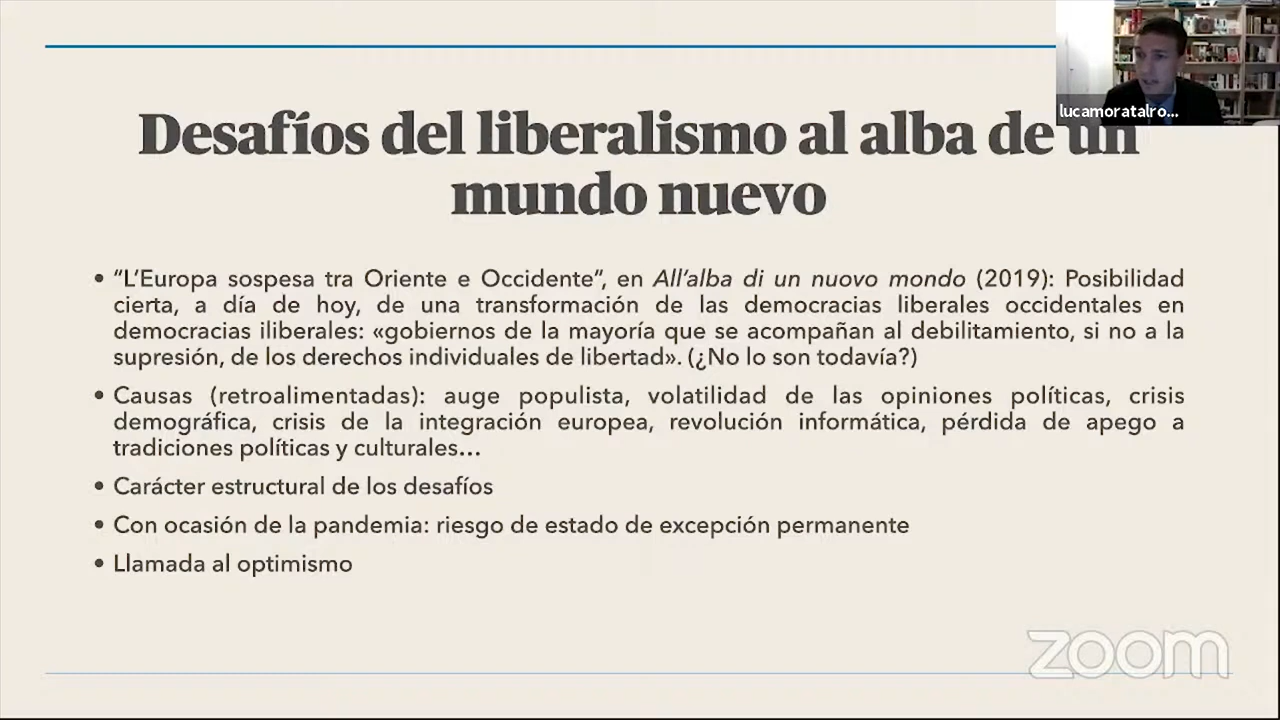 lucamoratalro...
Desafíos del liberalismo al alba de un
mundo nuevo
• “L’Europa sospesa tra Oriente e Occidente”, en All’alba di un nuovo mondo (2019): Posibilidad
cierta, a día de hoy, de una transformación de las democracias liberales occidentales en
democracias iliberales: «gobiernos de la mayoría que se acompañan al debilitamiento, si no a la
supresión, de los derechos individuales de libertad». (¿No lo son todavía?)
• Causas (retroalimentadas): auge populista, volatilidad de las opiniones políticas, crisis
demográfica, crisis de la integración europea, revolución informática, pérdida de apego a
tradiciones políticas y culturales…
• Carácter estructural de los desafíos
• Con ocasión de la pandemia: riesgo de estado de excepción permanente
• Llamada al optimismo
zoom